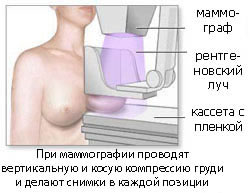 маммо-
граф
рентге-
новский
луч
кассета с
пленкой
При маммографии проводят
вертикальную и косую компрессию груди
и делают снимки в каждой позиции